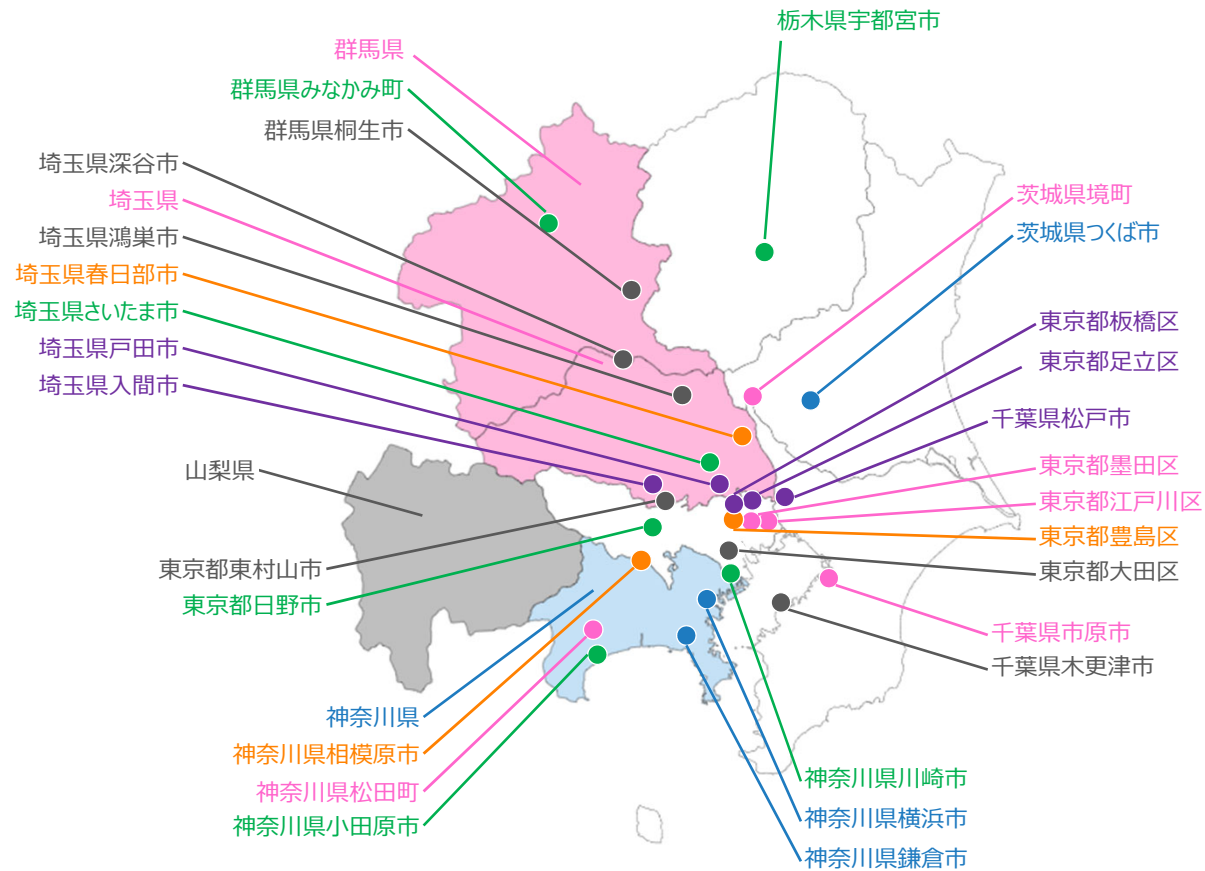 栃木県宇都宮市
群馬県
群馬県みなかみ町
群馬県桐生市
埼玉県深谷市
埼玉県
埼玉県鴻巣市
埼玉県春日部市
埼玉県さいたま市
埼玉県戸田市
埼玉県入間市
山梨県
東京都東村山市
東京都日野市
神奈川県
神奈川県相模原市
神奈川県松田町
神奈川県小田原市
茨城県境町
茨城県つくば市
東京都板橋区
東京都足立区
千葉県松戸市
東京都墨田区
東京都江戸川区
東京都豊島区
東京都大田区
千葉県市原市
千葉県木更津市
神奈川県川崎市
神奈川県横浜市
神奈川県鎌倉市